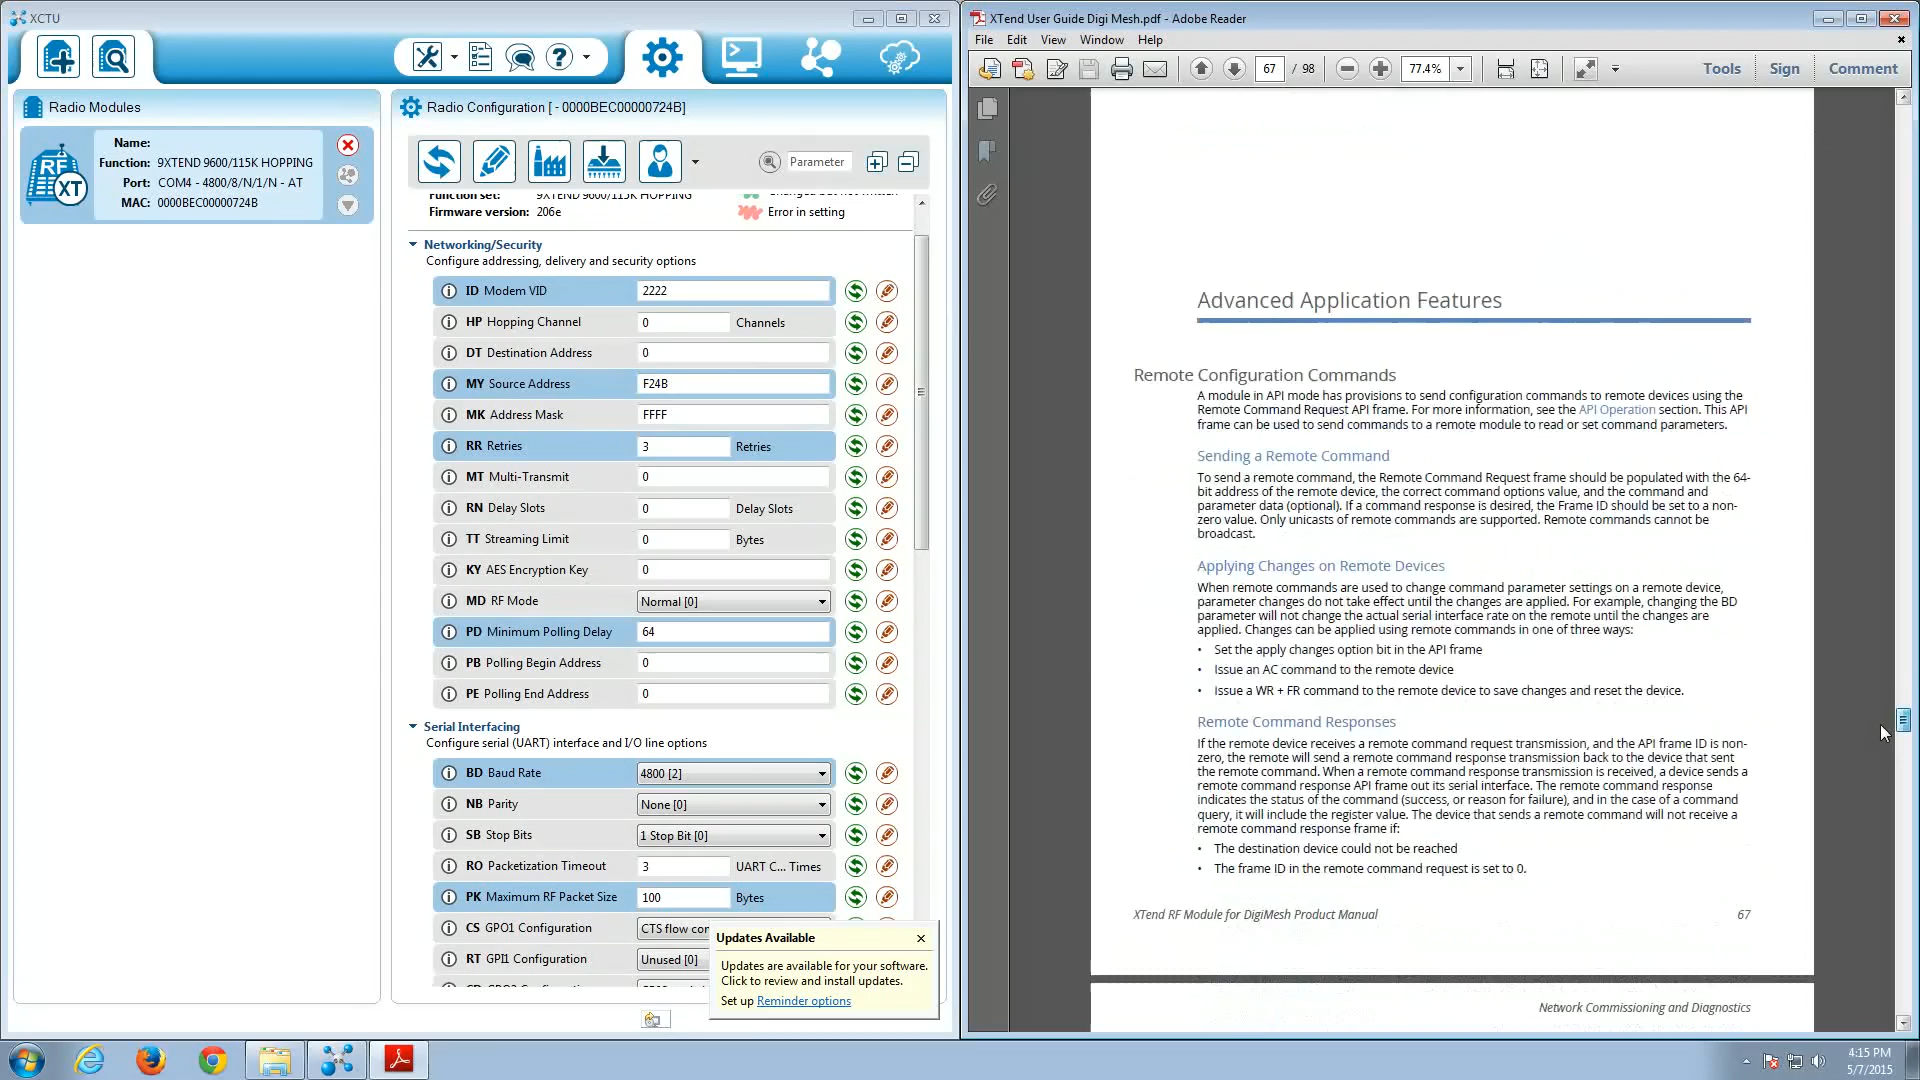 XCTU
Radio Modules
RF
XT
Name:
Function: 9XTEND 9600/115K HOPPING
Port: COM4 - 4800/8/N/1/N - AT
MAC: 0000BEC00000724B
Radio Configuration [ - 0000BEC00000724B]
Parameter
Function set: 9XTEND 9600/115K HOPPING
Changed but not written
Firmware version: 206e
Error in setting
Networking/Security
Configure addressing, delivery and security options
ID Modem VID 2222
HP Hopping Channel 0 Channels
DT Destination Address 0
MY Source Address F24B
MK Address Mask FFFF
RR Retries 3 Retries
MT Multi-Transmit 0
RN Delay Slots 0 Delay Slots
TT Streaming Limit 0 Bytes
KY AES Encryption Key 0
MD RF Mode Normal [0]
PD Minimum Polling Delay 64
PB Polling Begin Address 0
PE Polling End Address 0
Serial Interfacing
Configure serial (UART) interface and I/O line options
BD Baud Rate 4800 [2]
NB Parity None [0]
SB Stop Bits 1 Stop Bit [0]
RO Packetization Timeout 3 UART C... Times
PK Maximum RF Packet Size 100 Bytes
CS GPO1 Configuration CTS flow con
RT GPI1 Configuration Unused [0]
Updates Available
Updates are available for your software.
Click to review and install updates.
Set up Reminder options
XTend User Guide Digi Mesh.pdf - Adobe Reader
File Edit View Window Help
67 / 98 77.4% Tools Sign Comment
Advanced Application Features
Remote Configuration Commands
A module in API mode has provisions to send configuration commands to remote devices using the
Remote Command Request API frame. For more information, see the API Operation section. This API
frame can be used to send commands to a remote module to read or set command parameters.
Sending a Remote Command
To send a remote command, the Remote Command Request frame should be populated with the 64-
bit address of the remote device, the correct command options value, and the command and
parameter data (optional). If a command response is desired, the Frame ID should be set to a non-
zero value. Only unicasts of remote commands are supported. Remote commands cannot be
broadcast.
Applying Changes on Remote Devices
When remote commands are used to change command parameter settings on a remote device,
parameter changes do not take effect until the changes are applied. For example, changing the BD
parameter will not change the actual serial interface rate on the remote until the changes are
applied. Changes can be applied using remote commands in one of three ways:
• Set the apply changes option bit in the API frame
• Issue an AC command to the remote device
• Issue a WR + FR command to the remote device to save changes and reset the device.
Remote Command Responses
If the remote device receives a remote command request transmission, and the API frame ID is non-
zero, the remote will send a remote command response transmission back to the device that sent
the remote command. When a remote command response transmission is received, a device sends a
remote command response API frame out its serial interface. The remote command response
indicates the status of the command (success, or reason for failure), and in the case of a command
query, it will include the register value. The device that sends a remote command will not receive a
remote command response frame if:
• The destination device could not be reached
• The frame ID in the remote command request is set to 0.
XTend RF Module for DigiMesh Product Manual 67
Network Commissioning and Diagnostics
4:15 PM
5/7/2015